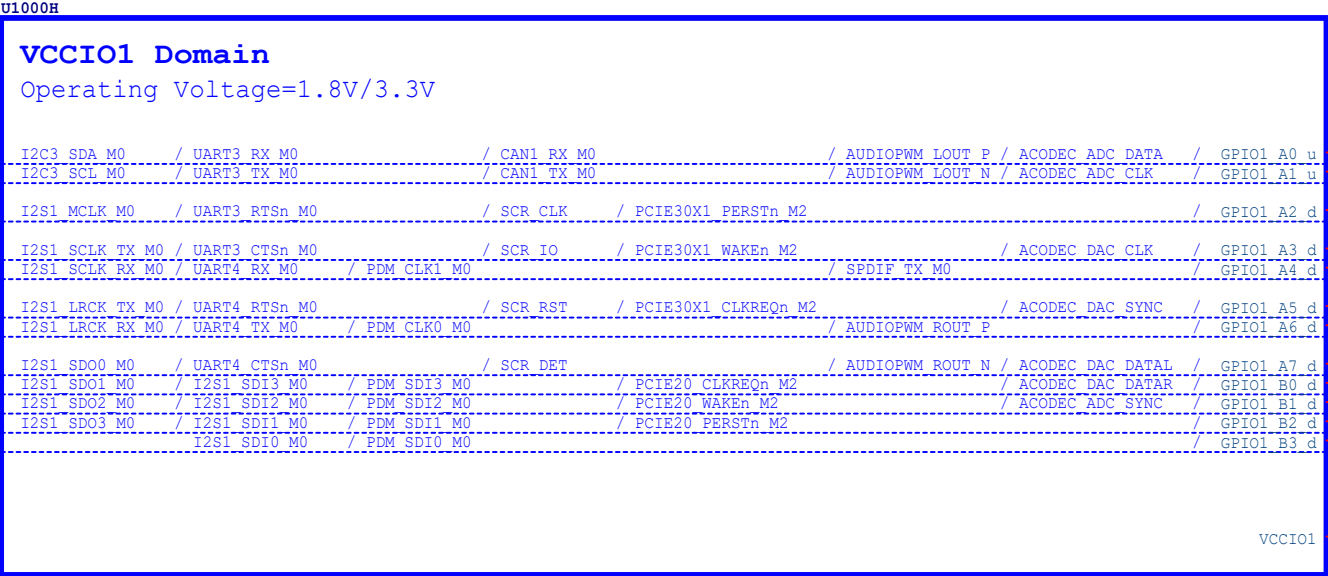 U1000H
VCCIO1 Domain
Operating Voltage=1.8V/3.3V
I2C3_SDA_M0 / UART3_RX_M0 / CAN1_RX_M0 / AUDIOPWM_LOUT_P / ACODEC_ADC_DATA / GPIO1_A0_u
I2C3_SCL_M0 / UART3_TX_M0 / CAN1_TX_M0 / AUDIOPWM_LOUT_N / ACODEC_ADC_CLK / GPIO1_A1_u
I2S1_MCLK_M0 / UART3_RTSn_M0 / SCR_CLK / PCIE30X1_PERSTn_M2 / GPIO1_A2_d
I2S1_SCLK_TX_M0 / UART3_CTSn_M0 / SCR_IO / PCIE30X1_WAKEn_M2 / ACODEC_DAC_CLK / GPIO1_A3_d
I2S1_SCLK_RX_M0 / UART4_RX_M0 / PDM_CLK1_M0 / SPDIF_TX_M0 / GPIO1_A4_d
I2S1_LRCK_TX_M0 / UART4_RTSn_M0 / SCR_RST / PCIE30X1_CLKREQn_M2 / ACODEC_DAC_SYNC / GPIO1_A5_d
I2S1_LRCK_RX_M0 / UART4_TX_M0 / PDM_CLK0_M0 / AUDIOPWM_ROUT_P / GPIO1_A6_d
I2S1_SDO0_M0 / UART4_CTSn_M0 / SCR_DET / AUDIOPWM_ROUT_N / ACODEC_DAC_DATAL / GPIO1_A7_d
I2S1_SDO1_M0 / I2S1_SDI3_M0 / PDM_SDI3_M0 / PCIE20_CLKREQn_M2 / ACODEC_DAC_DATAR / GPIO1_B0_d
I2S1_SDO2_M0 / I2S1_SDI2_M0 / PDM_SDI2_M0 / PCIE20_WAKEn_M2 / ACODEC_ADC_SYNC / GPIO1_B1_d
I2S1_SDO3_M0 / I2S1_SDI1_M0 / PDM_SDI1_M0 / PCIE20_PERSTn_M2 / GPIO1_B2_d
I2S1_SDI0_M0 / PDM_SDI0_M0 / GPIO1_B3_d
VCCIO1